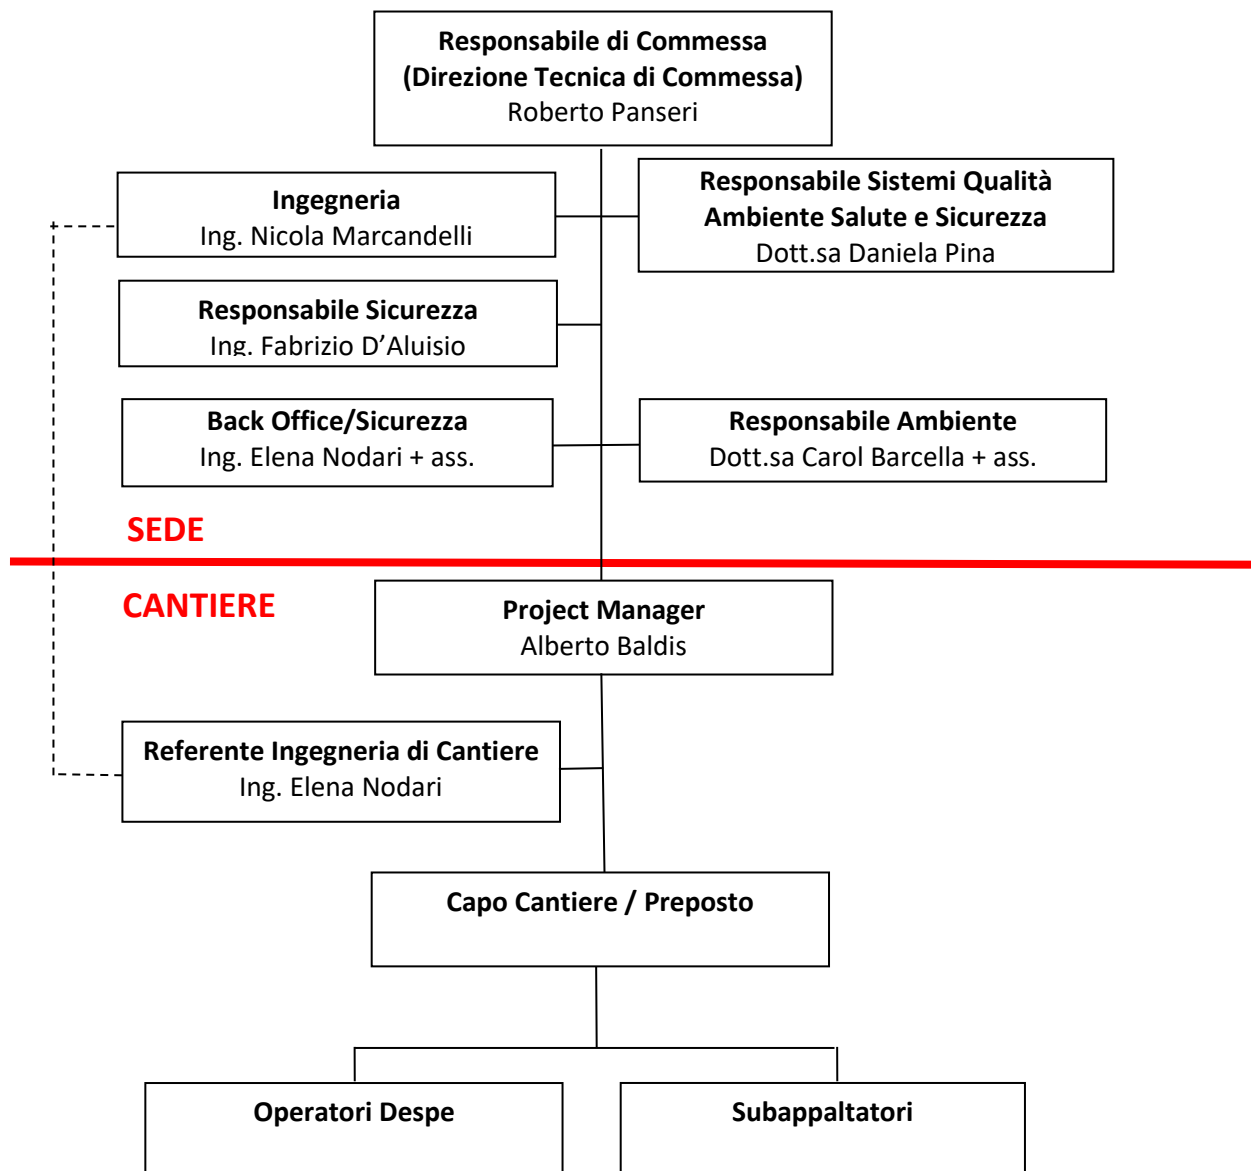 Responsabile di Commessa
(Direzione Tecnica di Commessa)
Roberto Panseri
Ingegneria
Ing. Nicola Marcandelli
Responsabile Sistemi Qualità
Ambiente Salute e Sicurezza
Dott.sa Daniela Pina
Responsabile Sicurezza
Ing. Fabrizio D’Aluisio
Back Office/Sicurezza
Ing. Elena Nodari + ass.
Responsabile Ambiente
Dott.sa Carol Barcella + ass.
SEDE
CANTIERE
Project Manager
Alberto Baldis
Referente Ingegneria di Cantiere
Ing. Elena Nodari
Capo Cantiere / Preposto
Operatori Despe
Subappaltatori